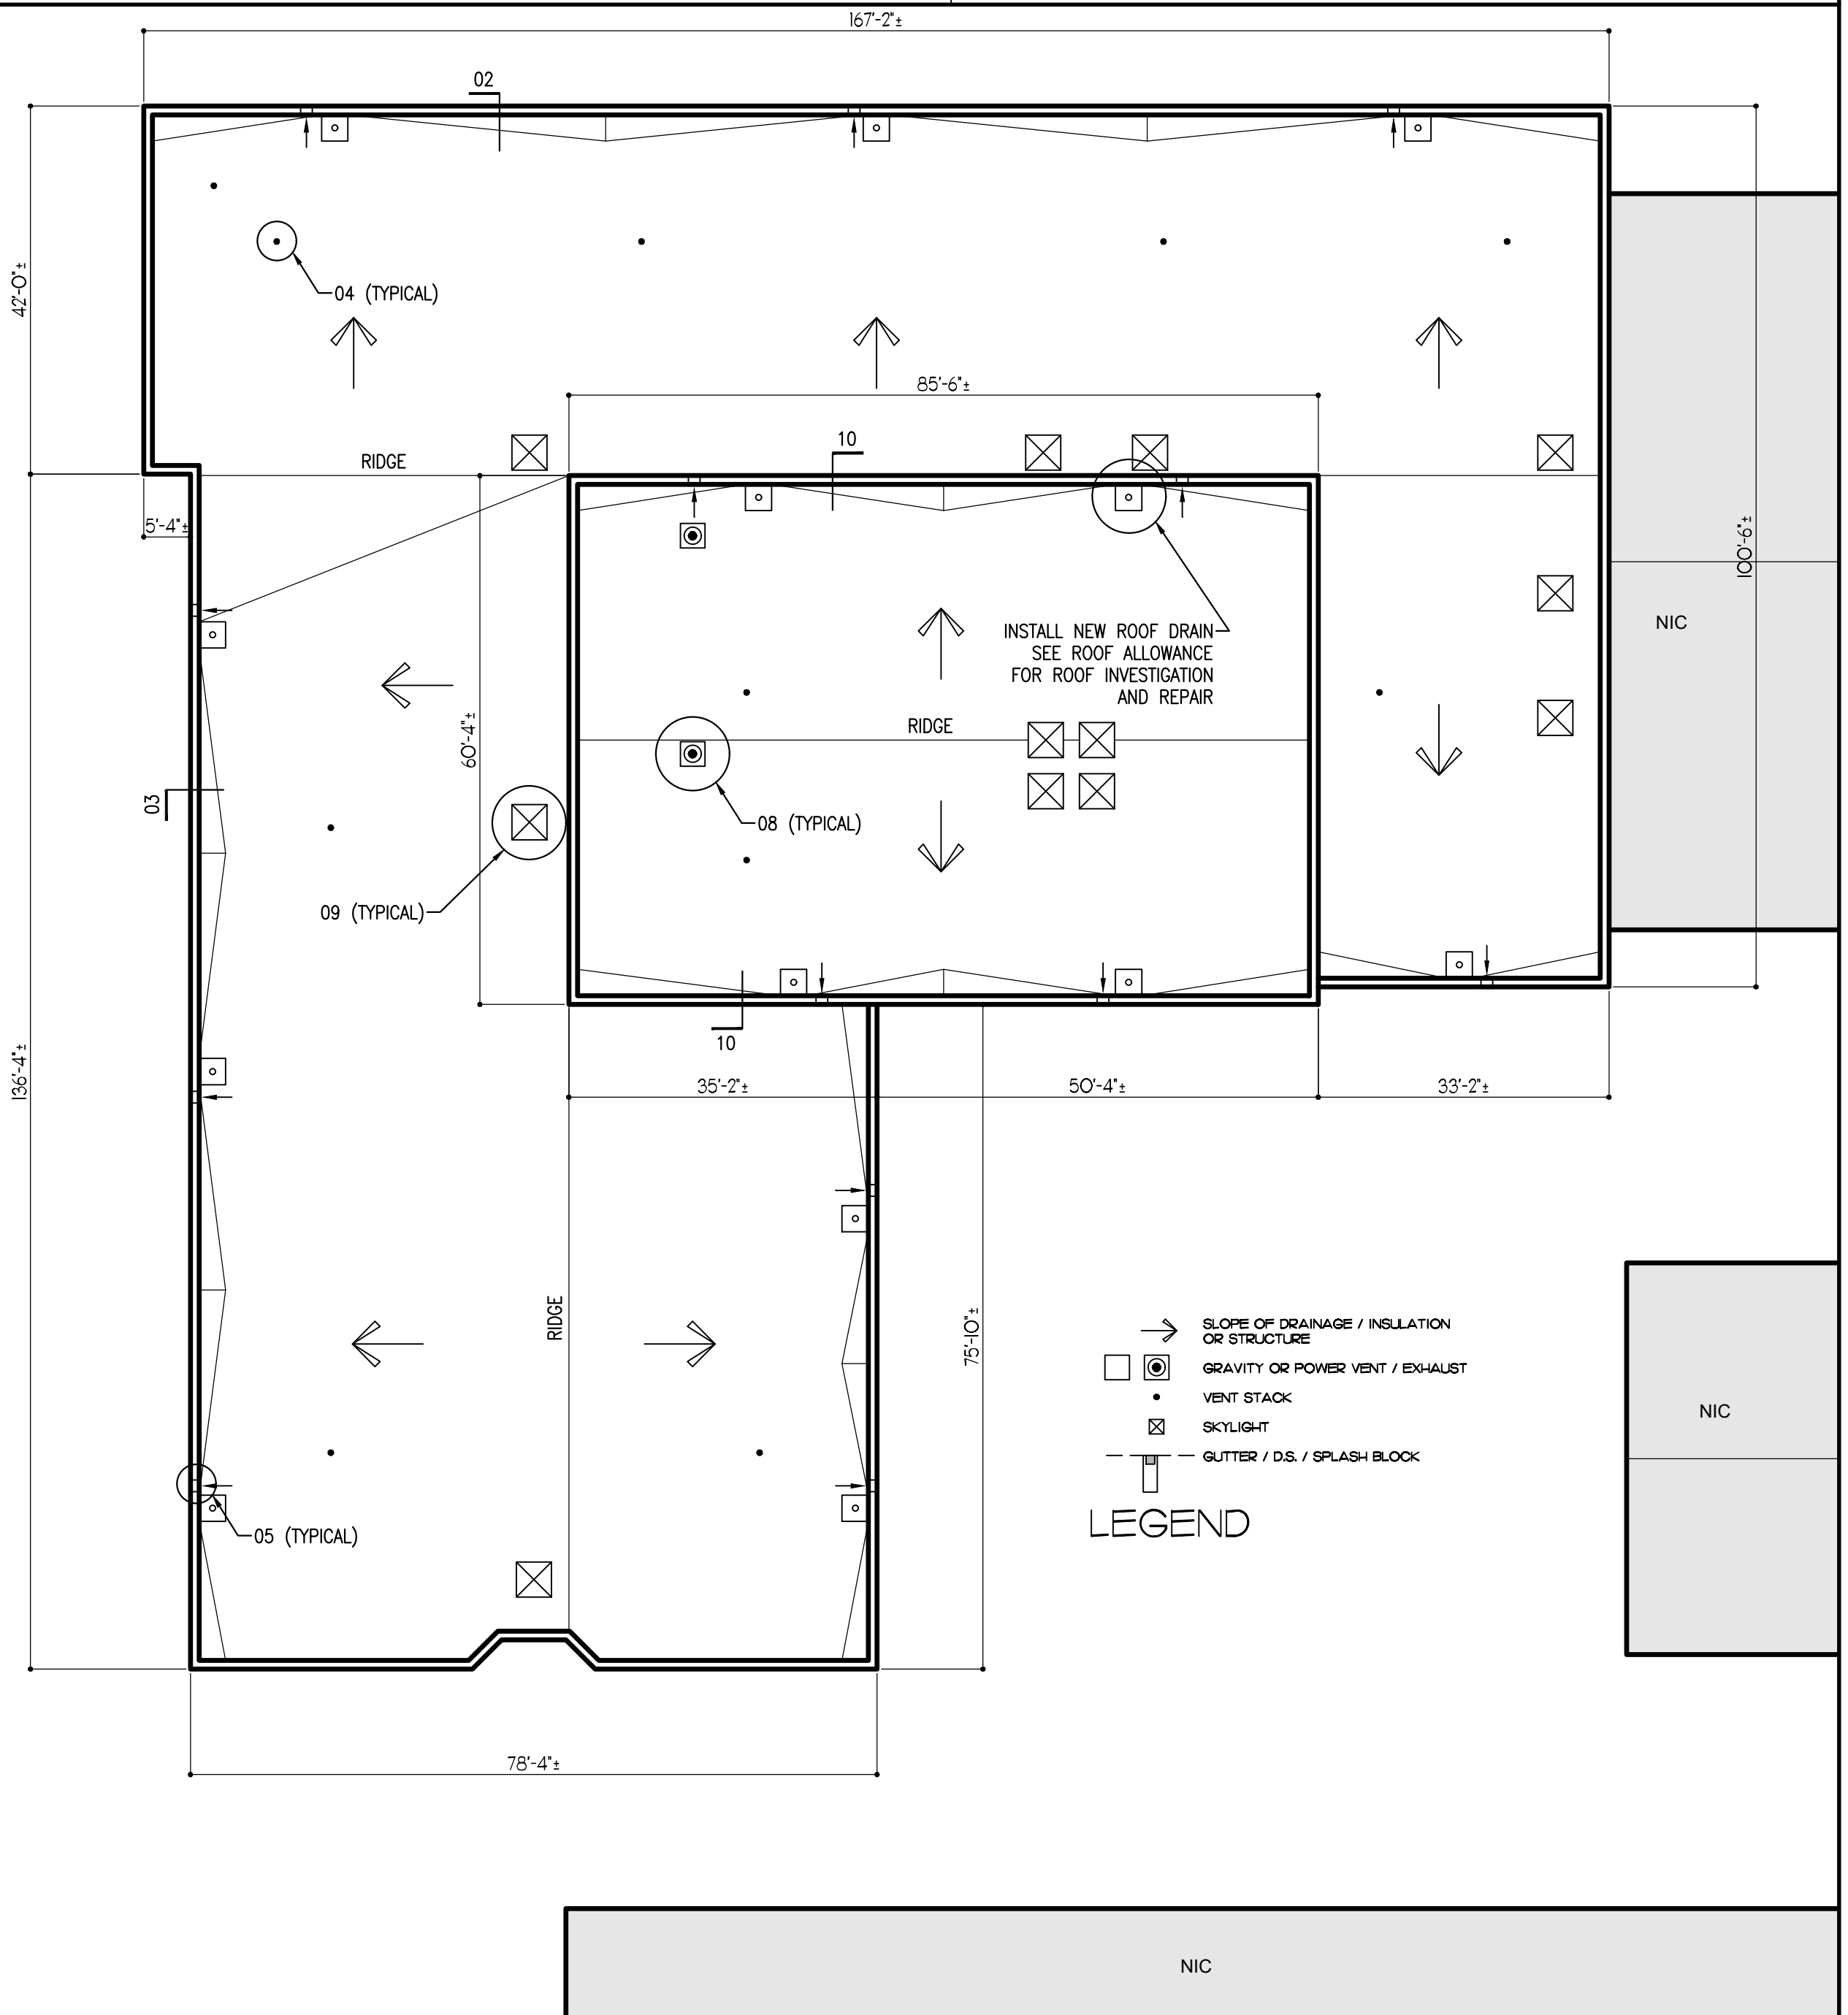 167'-2"±
02
42'-0"±
04 (TYPICAL)
85'-6"±
10
RIDGE
5'-4"±
100'-6"±
NIC
INSTALL NEW ROOF DRAIN
SEE ROOF ALLOWANCE
FOR ROOF INVESTIGATION
AND REPAIR
60'-4"±
RIDGE
03
08 (TYPICAL)
09 (TYPICAL)
10
136'-4"±
35'-2"±
50'-4"±
33'-2"±
RIDGE
75'-10"±
SLOPE OF DRAINAGE / INSULATION
OR STRUCTURE
GRAVITY OR POWER VENT / EXHAUST
VENT STACK
SKYLIGHT
GUTTER / D.S. / SPLASH BLOCK
LEGEND
NIC
05 (TYPICAL)
78'-4"±
NIC